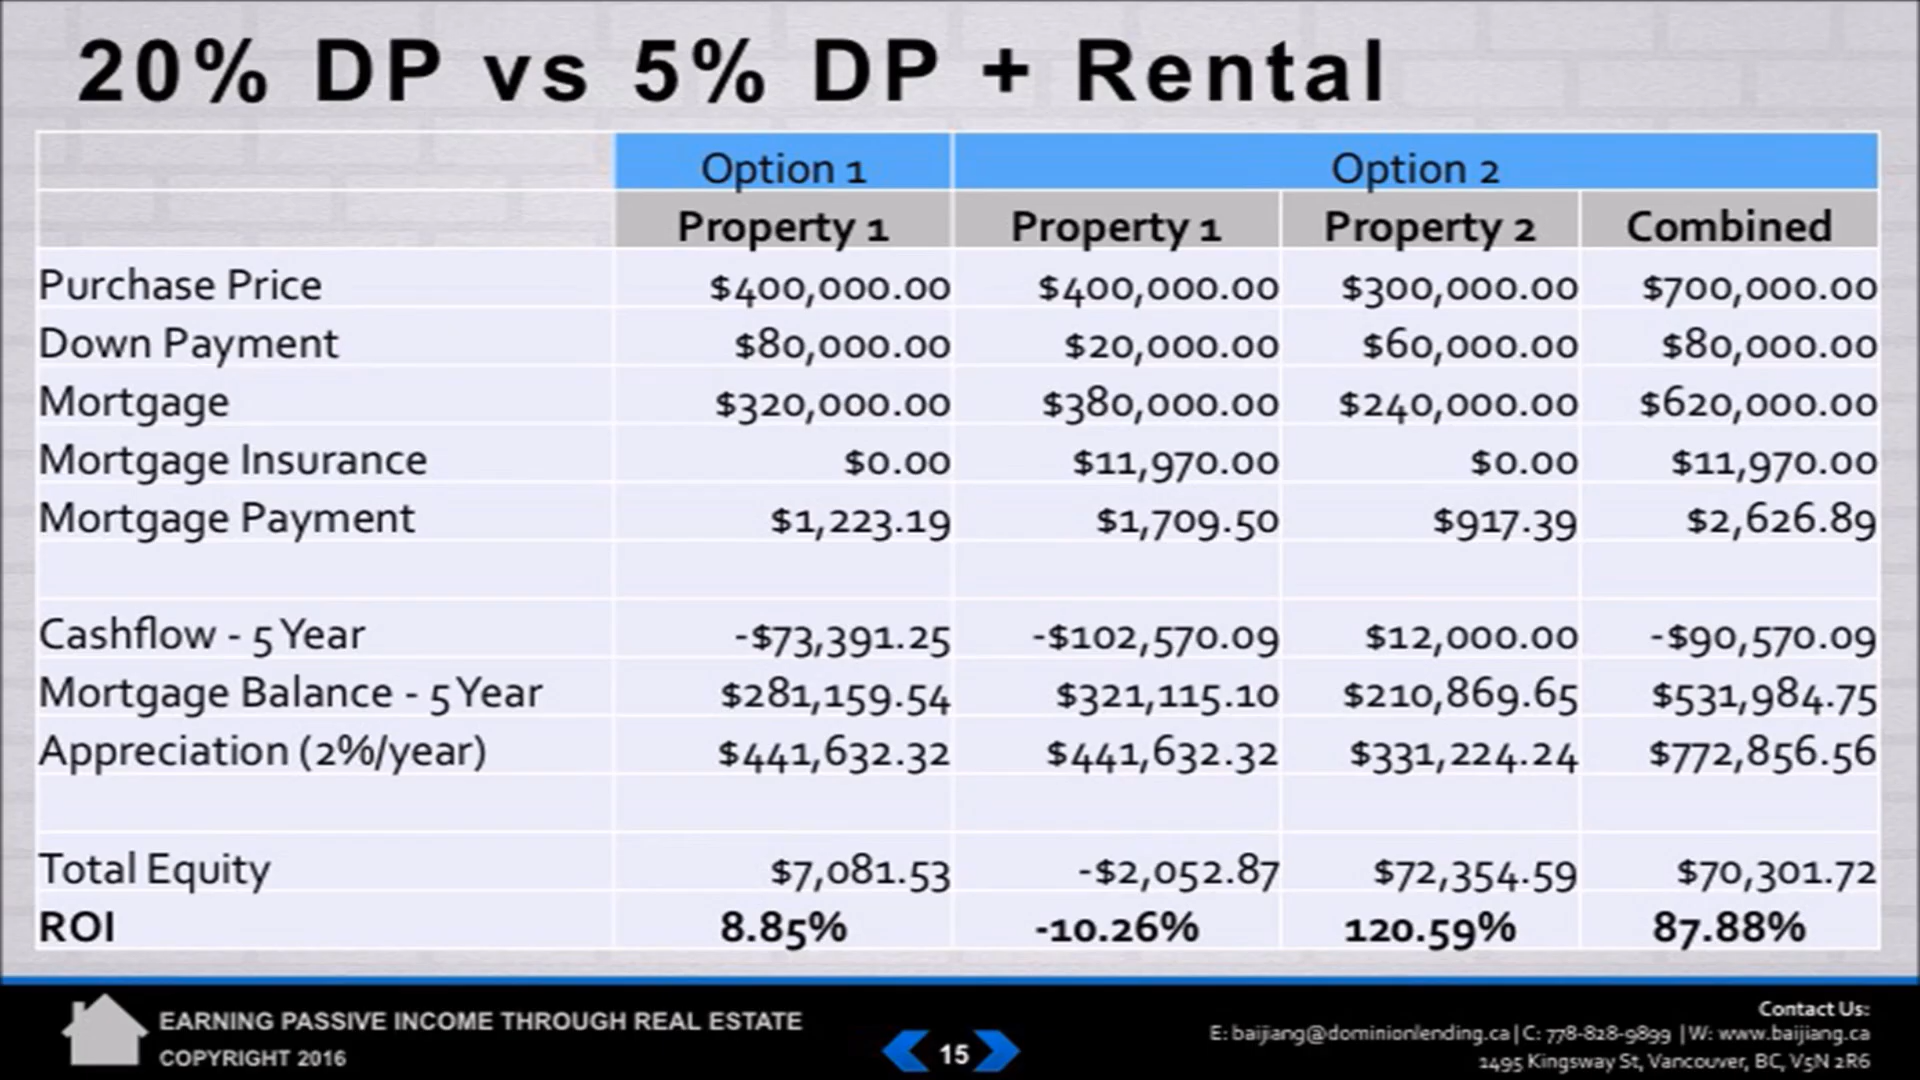 20% DP vs 5% DP + Rental
Option 1 Option 2
Property 1 Property 1 Property 2 Combined
Purchase Price $400,000.00 $400,000.00 $300,000.00 $700,000.00
Down Payment $80,000.00 $20,000.00 $60,000.00 $80,000.00
Mortgage $320,000.00 $380,000.00 $240,000.00 $620,000.00
Mortgage Insurance $0.00 $11,970.00 $0.00 $11,970.00
Mortgage Payment $1,223.19 $1,709.50 $917.39 $2,626.89
Cashflow - 5 Year -$73,391.25 -$102,570.09 $12,000.00 -$90,570.09
Mortgage Balance - 5 Year $281,159.54 $321,115.10 $210,869.65 $531,984.75
Appreciation (2%/year) $441,632.32 $441,632.32 $331,224.24 $772,856.56
Total Equity $7,081.53 -$2,052.87 $72,354.59 $70,301.72
ROI 8.85% -10.26% 120.59% 87.88%
EARNING PASSIVE INCOME THROUGH REAL ESTATE
COPYRIGHT 2016
15
Contact Us:
E: baijiang@dominionlending.ca | C: 778-828-9899 | W: www.baijiang.ca
1495 Kingsway St, Vancouver, BC, V5N 2R6